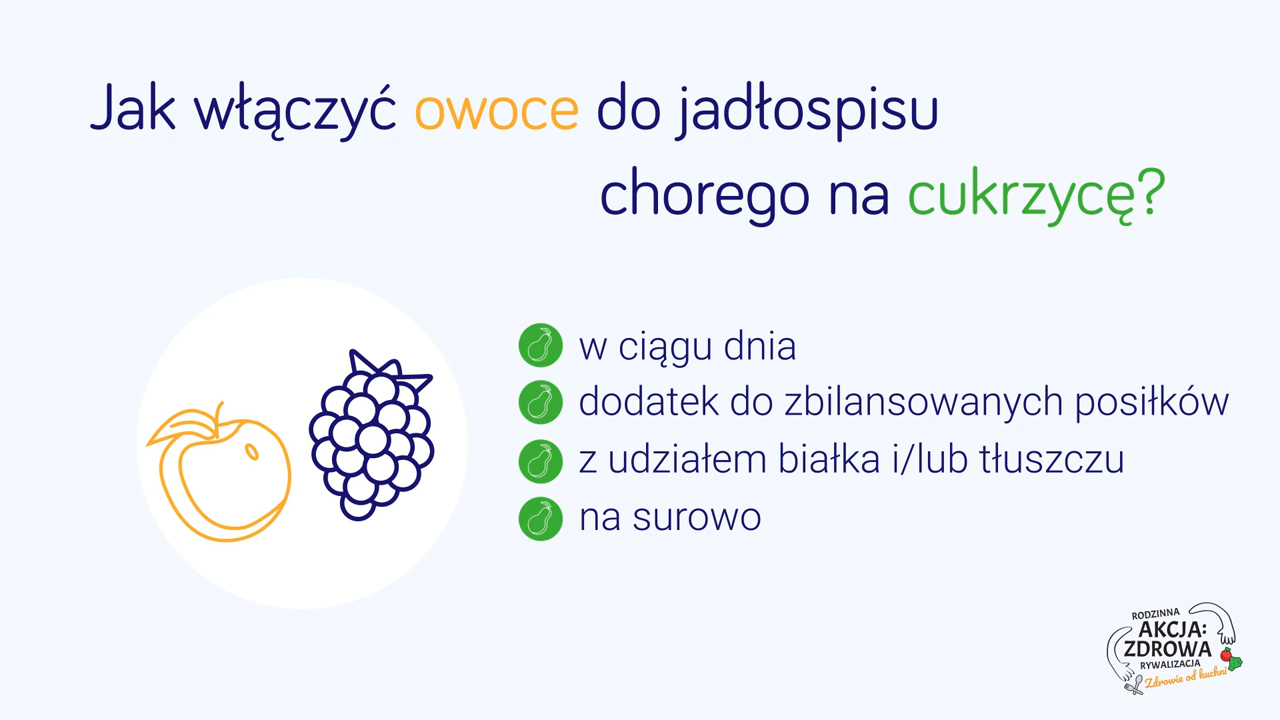 Jak włączyć owoce do jadłospisu
chorego na cukrzycę?
w ciągu dnia
dodatek do zbilansowanych posiłków
z udziałem białka i/lub tłuszczu
na surowo
RODZINNA
AKCJA:
ZDROWA
RYWALIZACJA
Zdrowie od kuchni